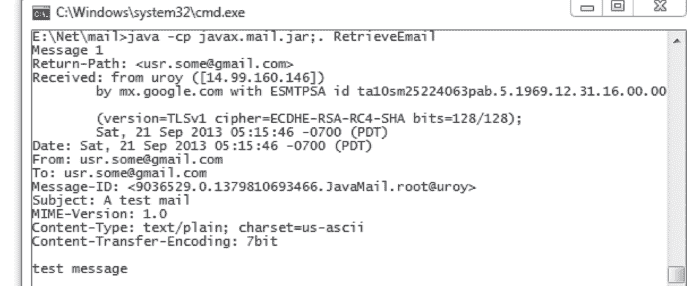 C:\Windows\system32\cmd.exe
E:\Net\mail>java -cp javax.mail.jar;. RetrieveEmail
Message 1
Return-Path: <usr.some@gmail.com>
Received: from uroy ([14.99.160.146])
by mx.google.com with ESMTPSA id ta10sm25224063pab.5.1969.12.31.16.00.00
(version=TLSv1 cipher=ECDHE-RSA-RC4-SHA bits=128/128);
Sat, 21 Sep 2013 05:15:46 -0700 (PDT)
Date: Sat, 21 Sep 2013 05:15:46 -0700 (PDT)
From: usr.some@gmail.com
To: usr.some@gmail.com
Message-ID: <9036529.0.1379810693466.JavaMail.root@uroy>
Subject: A test mail
MIME-Version: 1.0
Content-Type: text/plain; charset=us-ascii
Content-Transfer-Encoding: 7bit
test message